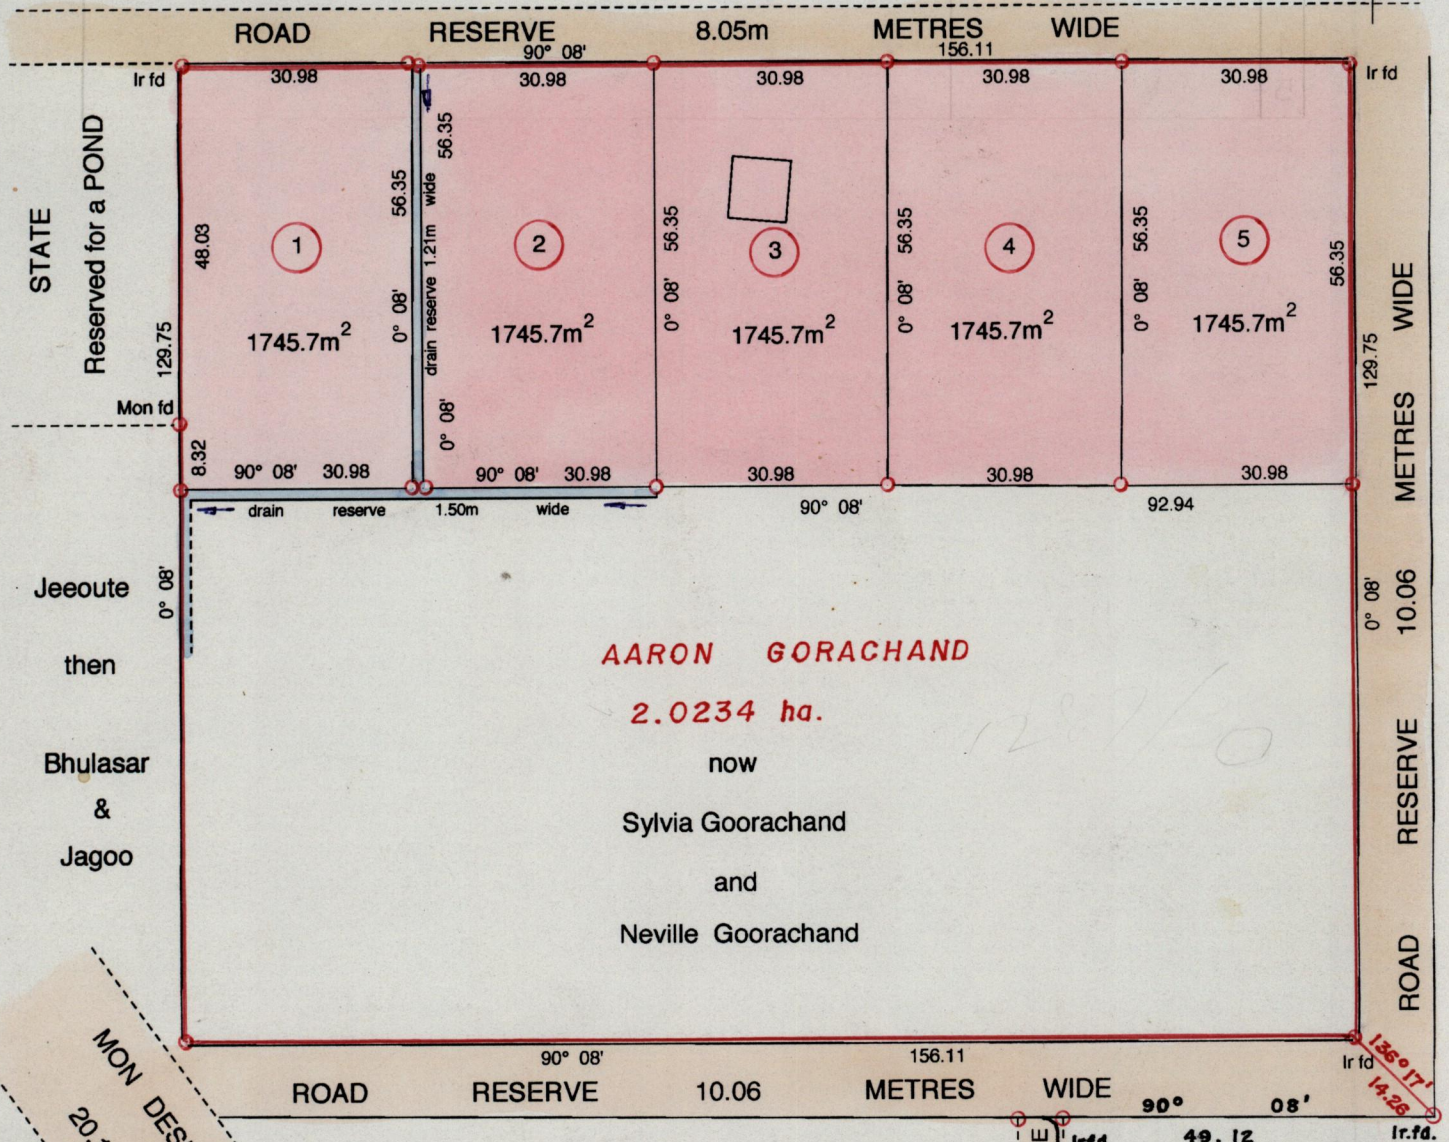 ROAD RESERVE 8.05m METRES WIDE
90° 08' 156.11
Ir fd 30.98 30.98 30.98 30.98 30.98 Ir fd
STATE
Reserved for a POND
48.03
129.75
Mon fd
8.32
1
1745.7m²
56.35
0° 08'
drain reserve 1.21m wide
56.35
0° 08'
2
1745.7m²
56.35
0° 08'
3
1745.7m²
56.35
0° 08'
4
1745.7m²
56.35
0° 08'
5
1745.7m²
56.35
129.75
90° 08' 30.98 90° 08' 30.98 30.98 30.98 30.98
drain reserve 1.50m wide 90° 08' 92.94
0° 08'
0° 08'
ROAD RESERVE 10.06 METRES WIDE
Jeeoute
then
Bhulasar
&
Jagoo
AARON GORACHAND
2.0234 ha.
now
Sylvia Goorachand
and
Neville Goorachand
90° 08' 156.11
Ir fd
136°17'
14.26
ROAD RESERVE 10.06 METRES WIDE
90° 08'
49.12
Ir.fd.
MON